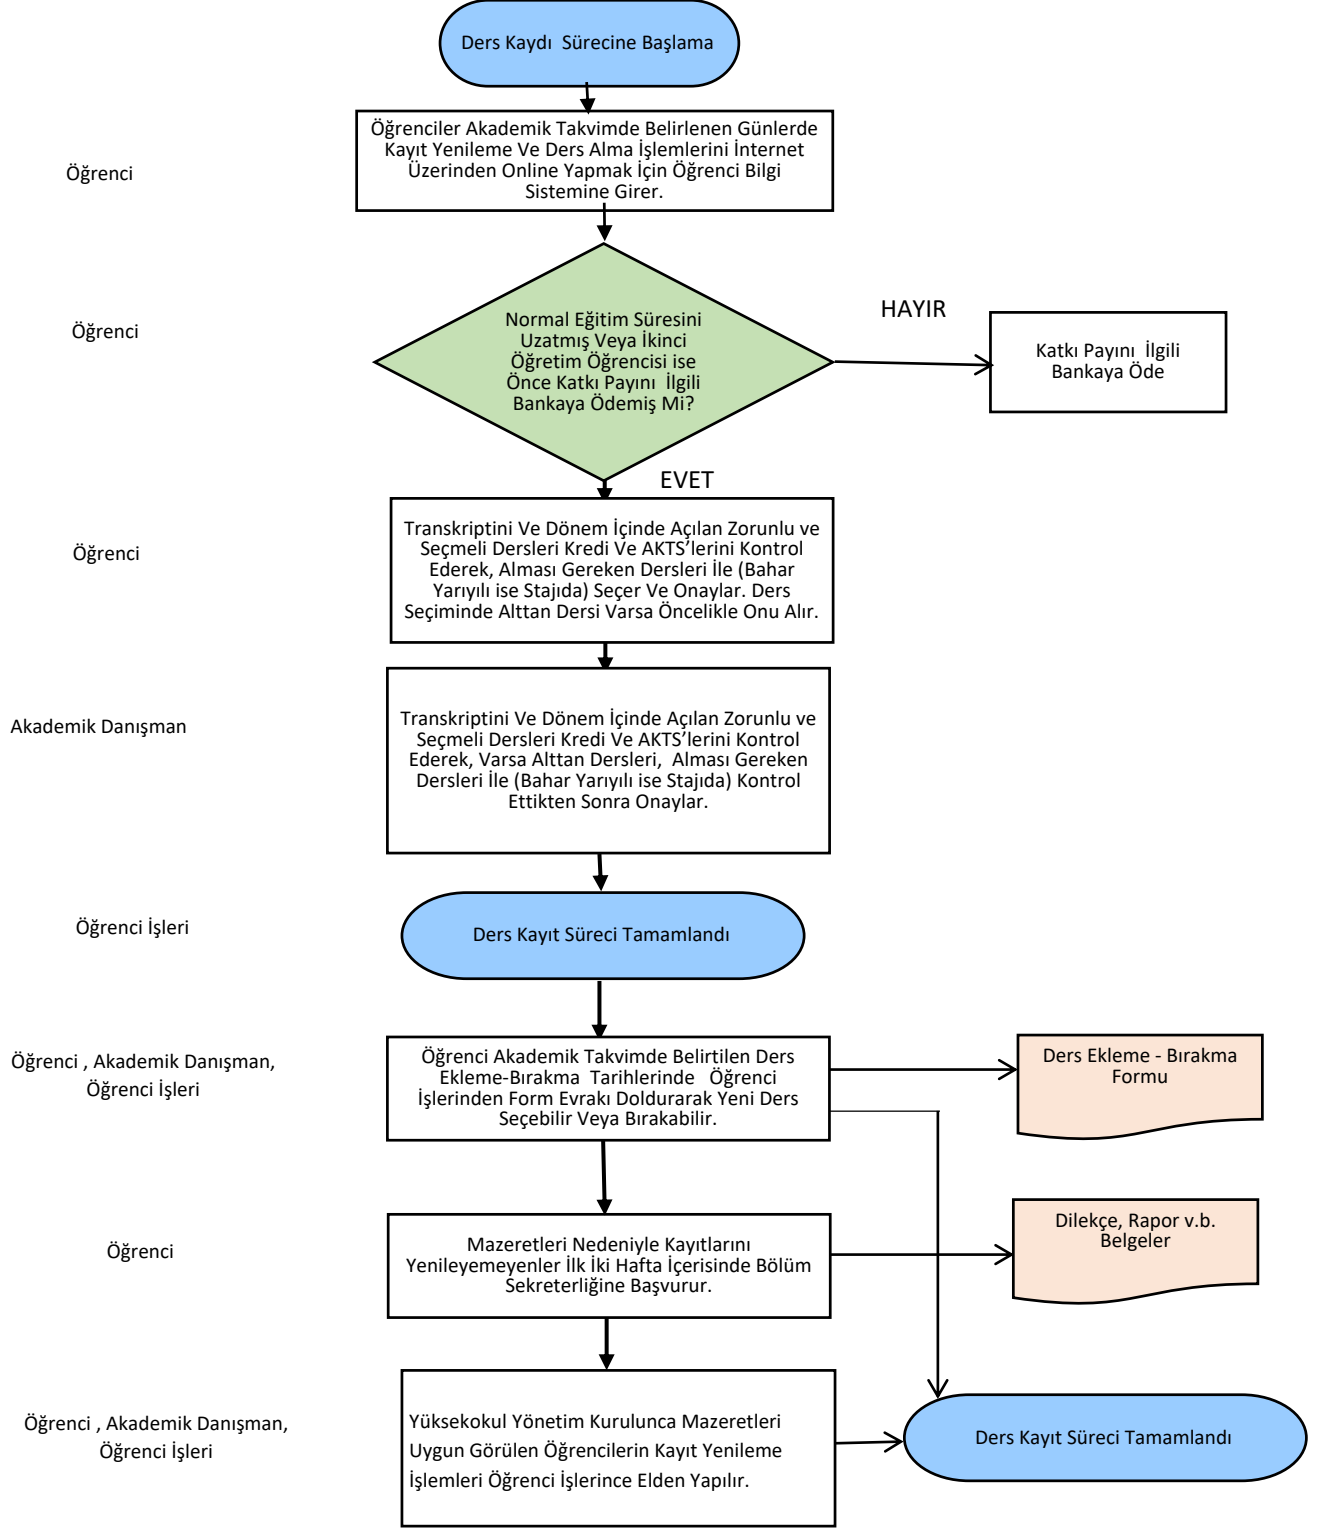 Ders Kaydı  Sürecine Başlama
Öğrenci
Öğrenciler Akademik Takvimde Belirlenen Günlerde
Kayıt Yenileme Ve Ders Alma İşlemlerini İnternet
Üzerinden Online Yapmak İçin Öğrenci Bilgi
Sistemine Girer.
Öğrenci
Normal Eğitim Süresini
Uzatmış Veya İkinci
Öğretim Öğrencisi ise
Önce Katkı Payını  İlgili
Bankaya Ödemiş Mi?
HAYIR
Katkı Payını  İlgili
Bankaya Öde
EVET
Öğrenci
Transkriptini Ve Dönem İçinde Açılan Zorunlu ve
Seçmeli Dersleri Kredi Ve AKTS’lerini Kontrol
Ederek, Alması Gereken Dersleri İle (Bahar
Yarıyılı ise Stajıda) Seçer Ve Onaylar. Ders
Seçiminde Alttan Dersi Varsa Öncelikle Onu Alır.
Akademik Danışman
Transkriptini Ve Dönem İçinde Açılan Zorunlu ve
Seçmeli Dersleri Kredi Ve AKTS’lerini Kontrol
Ederek, Varsa Alttan Dersleri,  Alması Gereken
Dersleri İle (Bahar Yarıyılı ise Stajıda) Kontrol
Ettikten Sonra Onaylar.
Öğrenci İşleri
Ders Kayıt Süreci Tamamlandı
Öğrenci , Akademik Danışman,
Öğrenci İşleri
Öğrenci Akademik Takvimde Belirtilen Ders
Ekleme-Bırakma  Tarihlerinde   Öğrenci
İşlerinden Form Evrakı Doldurarak Yeni Ders
Seçebilir Veya Bırakabilir.
Ders Ekleme - Bırakma
Formu
Öğrenci
Mazeretleri Nedeniyle Kayıtlarını
Yenileyemeyenler İlk İki Hafta İçerisinde Bölüm
Sekreterliğine Başvurur.
Dilekçe, Rapor v.b.
Belgeler
Öğrenci , Akademik Danışman,
Öğrenci İşleri
Yüksekokul Yönetim Kurulunca Mazeretleri
Uygun Görülen Öğrencilerin Kayıt Yenileme
İşlemleri Öğrenci İşlerince Elden Yapılır.
Ders Kayıt Süreci Tamamlandı